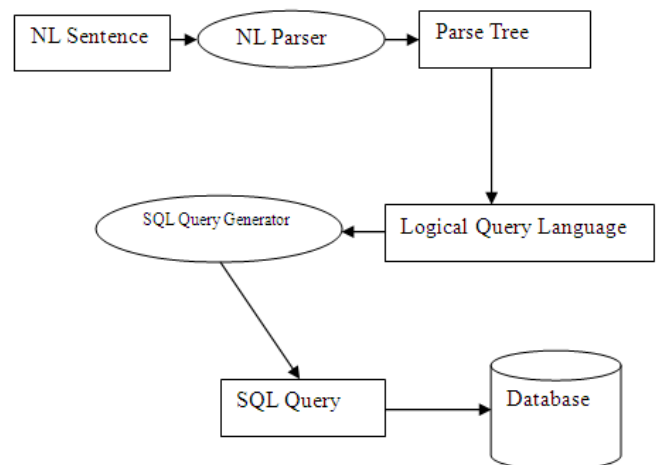 NL Sentence
NL Parser
Parse Tree
SQL Query Generator
Logical Query Language
SQL Query
Database